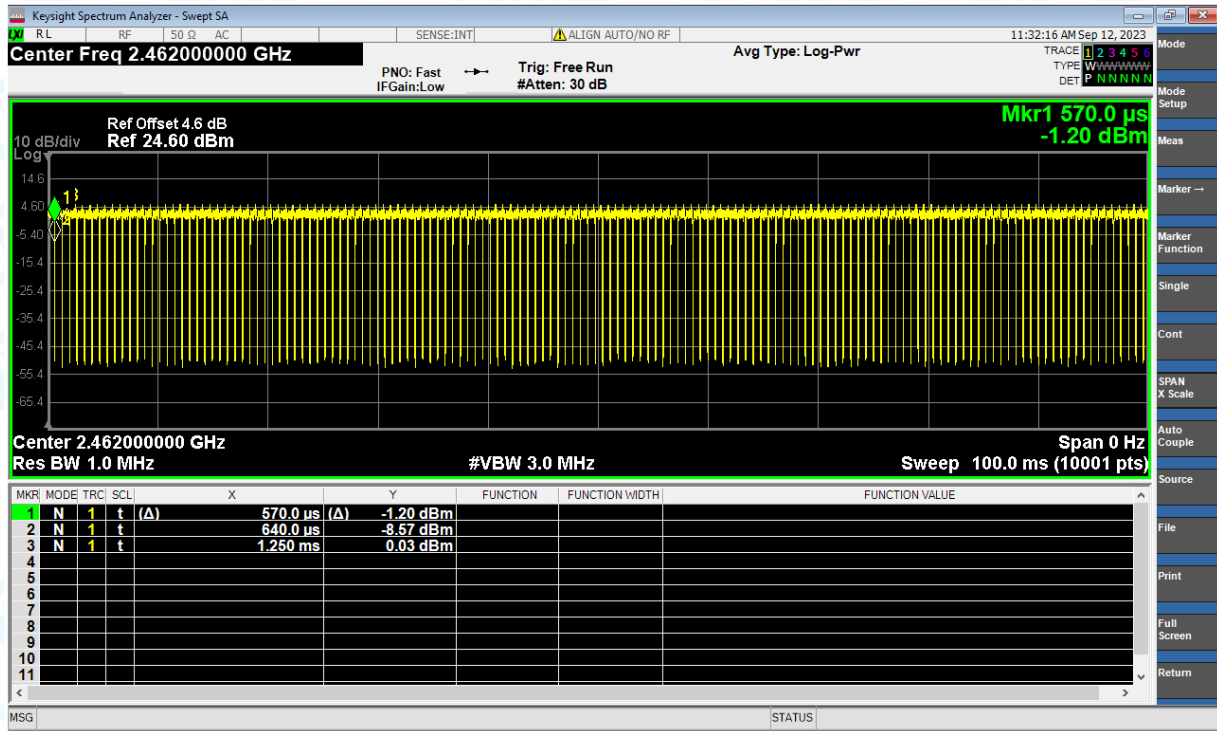 Keysight Spectrum Analyzer - Swept SA
LXI RL RF 50 Ω AC SENSE:INT ALIGN AUTO/NO RF 11:32:16 AM Sep 12, 2023
Center Freq 2.462000000 GHz
PNO: Fast
IFGain:Low
Trig: Free Run
#Atten: 30 dB
Avg Type: Log-Pwr
TRACE 1 2 3 4 5 6
TYPE WWWWWW
DET P N N N N N
Mkr1 570.0 µs
-1.20 dBm
Ref Offset 4.6 dB
10 dB/div Ref 24.60 dBm
Log
14.6
4.60
-5.40
-15.4
-25.4
-35.4
-45.4
-55.4
-65.4
1
3
2
Center 2.462000000 GHz Span 0 Hz
Res BW 1.0 MHz #VBW 3.0 MHz Sweep 100.0 ms (10001 pts)
MKR MODE TRC SCL X Y FUNCTION FUNCTION WIDTH FUNCTION VALUE
1 N 1 t (Δ) 570.0 µs (Δ) -1.20 dBm
2 N 1 t 640.0 µs -8.57 dBm
3 N 1 t 1.250 ms 0.03 dBm
4
5
6
7
8
9
10
11
MSG STATUS
Mode
Mode
Setup
Meas
Marker →
Marker
Function
Single
Cont
SPAN
X Scale
Auto
Couple
Source
File
Print
Full
Screen
Return